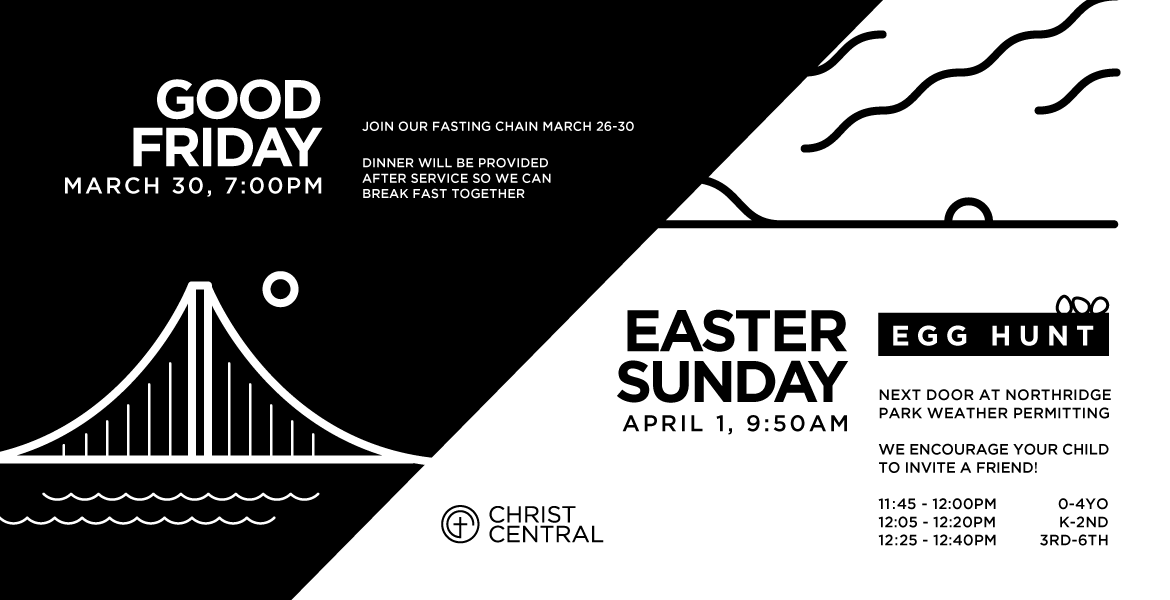 GOOD
FRIDAY
MARCH 30, 7:00PM
JOIN OUR FASTING CHAIN MARCH 26-30
DINNER WILL BE PROVIDED
AFTER SERVICE SO WE CAN
BREAK FAST TOGETHER
EASTER
SUNDAY
APRIL 1, 9:50AM
EGG HUNT
NEXT DOOR AT NORTHRIDGE
PARK WEATHER PERMITTING
WE ENCOURAGE YOUR CHILD
TO INVITE A FRIEND!
11:45 - 12:00PM 0-4YO
12:05 - 12:20PM K-2ND
12:25 - 12:40PM 3RD-6TH
CHRIST
CENTRAL